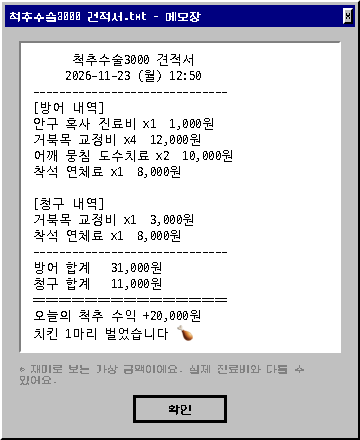 척추수술3000 견적서.txt - 메모장
척추수술3000 견적서
2026-11-23 (월) 12:50
[방어 내역]
안구 혹사 진료비 x1 1,000원
거북목 교정비 x4 12,000원
어깨 뭉침 도수치료 x2 10,000원
착석 연체료 x1 8,000원
[청구 내역]
거북목 교정비 x1 3,000원
착석 연체료 x1 8,000원
방어 합계 31,000원
청구 합계 11,000원
오늘의 척추 수익 +20,000원
치킨 1마리 벌었습니다 🍗
* 재미로 보는 가상 금액이에요. 실제 진료비와 다를 수
있어요.
확인